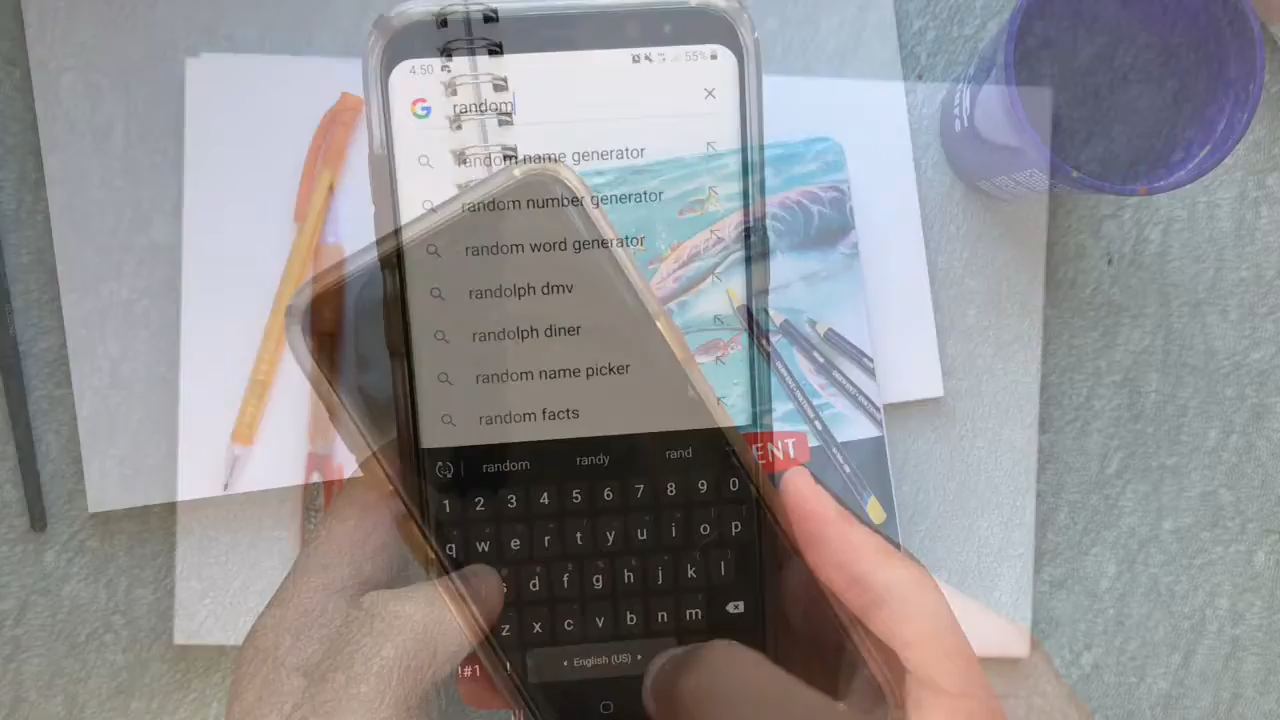 4:50 55%
random
random name generator
random number generator
random word generator
randolph dmv
randolph diner
random name picker
random facts
random randy rand
1 2 3 4 5 6 7 8 9 0
q w e r t y u i o p
s d f g h j k l
z x c v b n m
!#1 English (US)
ENT